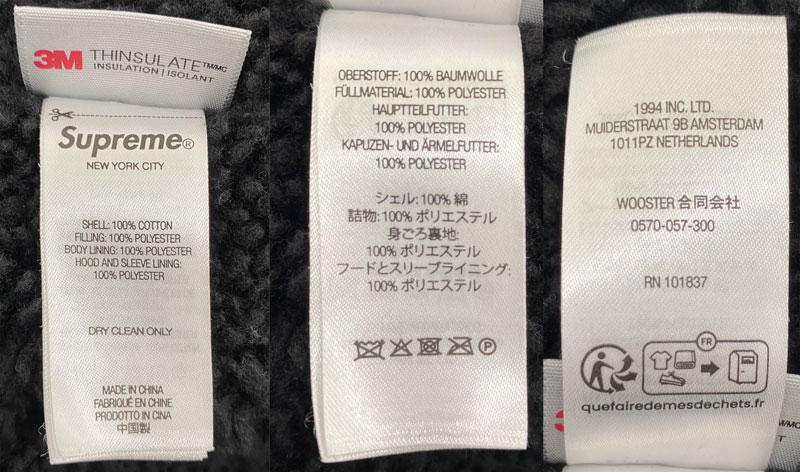 3M THINSULATE™/MC
INSULATION | ISOLANT
Supreme®
NEW YORK CITY
SHELL: 100% COTTON
FILLING: 100% POLYESTER
BODY LINING: 100% POLYESTER
HOOD AND SLEEVE LINING:
100% POLYESTER
DRY CLEAN ONLY
MADE IN CHINA
FABRIQUÉ EN CHINE
PRODOTTO IN CINA
中国製
OBERSTOFF: 100% BAUMWOLLE
FÜLLMATERIAL: 100% POLYESTER
HAUPTTEILFUTTER:
100% POLYESTER
KAPUZEN- UND ÄRMELFUTTER:
100% POLYESTER
シェル: 100% 綿
詰物: 100% ポリエステル
身ごろ裏地:
100% ポリエステル
フードとスリーブライニング:
100% ポリエステル
P
1994 INC. LTD.
MUIDERSTRAAT 9B AMSTERDAM
1011PZ NETHERLANDS
WOOSTER 合同会社
0570-057-300
RN 101837
FR
quefairedemesdechets.fr
3M
TM/MC
ANT